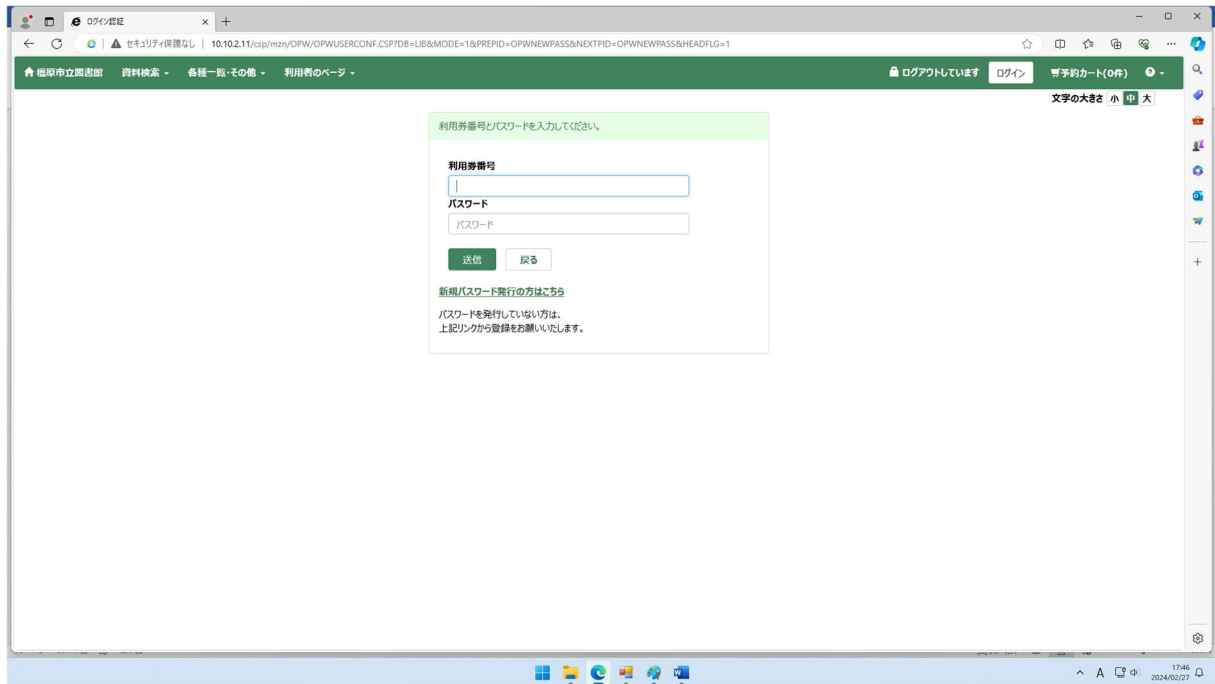 ログイン認証
セキュリティ保護なし | 10.10.2.11/csp/mzn/OPW/OPWUSERCONF.CSP?DB=LIB&MODE=1&PREPID=OPWNEWPASS&NEXTPID=OPWNEWPASS&HEADFLG=1
橿原市立図書館 資料検索 各種一覧・その他 利用者のページ ログアウトしています ログイン 予約カート(0件)
文字の大きさ 小 中 大
利用券番号とパスワードを入力してください。
利用券番号
パスワード
パスワード
送信 戻る
新規パスワード発行の方はこちら
パスワードを発行していない方は、
上記リンクから登録をお願いいたします。
A 17:46
2024/02/27